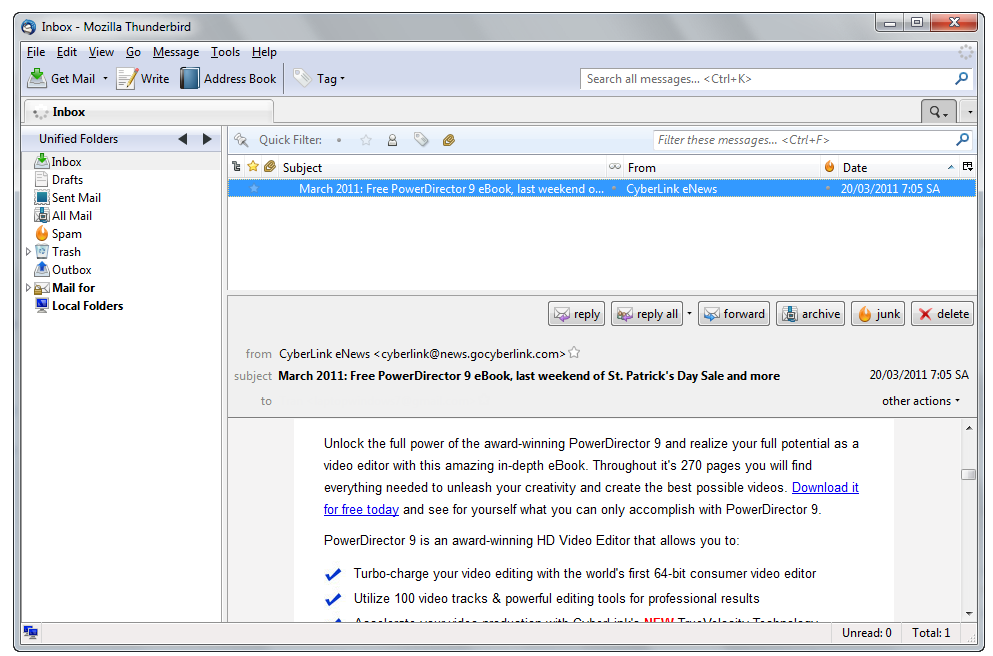 Inbox - Mozilla Thunderbird
File Edit View Go Message Tools Help
Get Mail Write Address Book Tag
Search all messages... <Ctrl+K>
Inbox
Unified Folders
Quick Filter:
Filter these messages... <Ctrl+F>
Inbox
Drafts
Sent Mail
All Mail
Spam
Trash
Outbox
Mail for
Local Folders
Subject From Date
March 2011: Free PowerDirector 9 eBook, last weekend o... CyberLink eNews 20/03/2011 7:05 SA
reply reply all forward archive junk delete
from CyberLink eNews <cyberlink@news.gocyberlink.com>
subject March 2011: Free PowerDirector 9 eBook, last weekend of St. Patrick's Day Sale and more 20/03/2011 7:05 SA
to other actions
Unlock the full power of the award-winning PowerDirector 9 and realize your full potential as a
video editor with this amazing in-depth eBook. Throughout it's 270 pages you will find
everything needed to unleash your creativity and create the best possible videos. Download it
for free today and see for yourself what you can only accomplish with PowerDirector 9.
PowerDirector 9 is an award-winning HD Video Editor that allows you to:
Turbo-charge your video editing with the world's first 64-bit consumer video editor
Utilize 100 video tracks & powerful editing tools for professional results
Accelerate your video production with CyberLink's NEW TrueVelocity Technology
Unread: 0 Total: 1